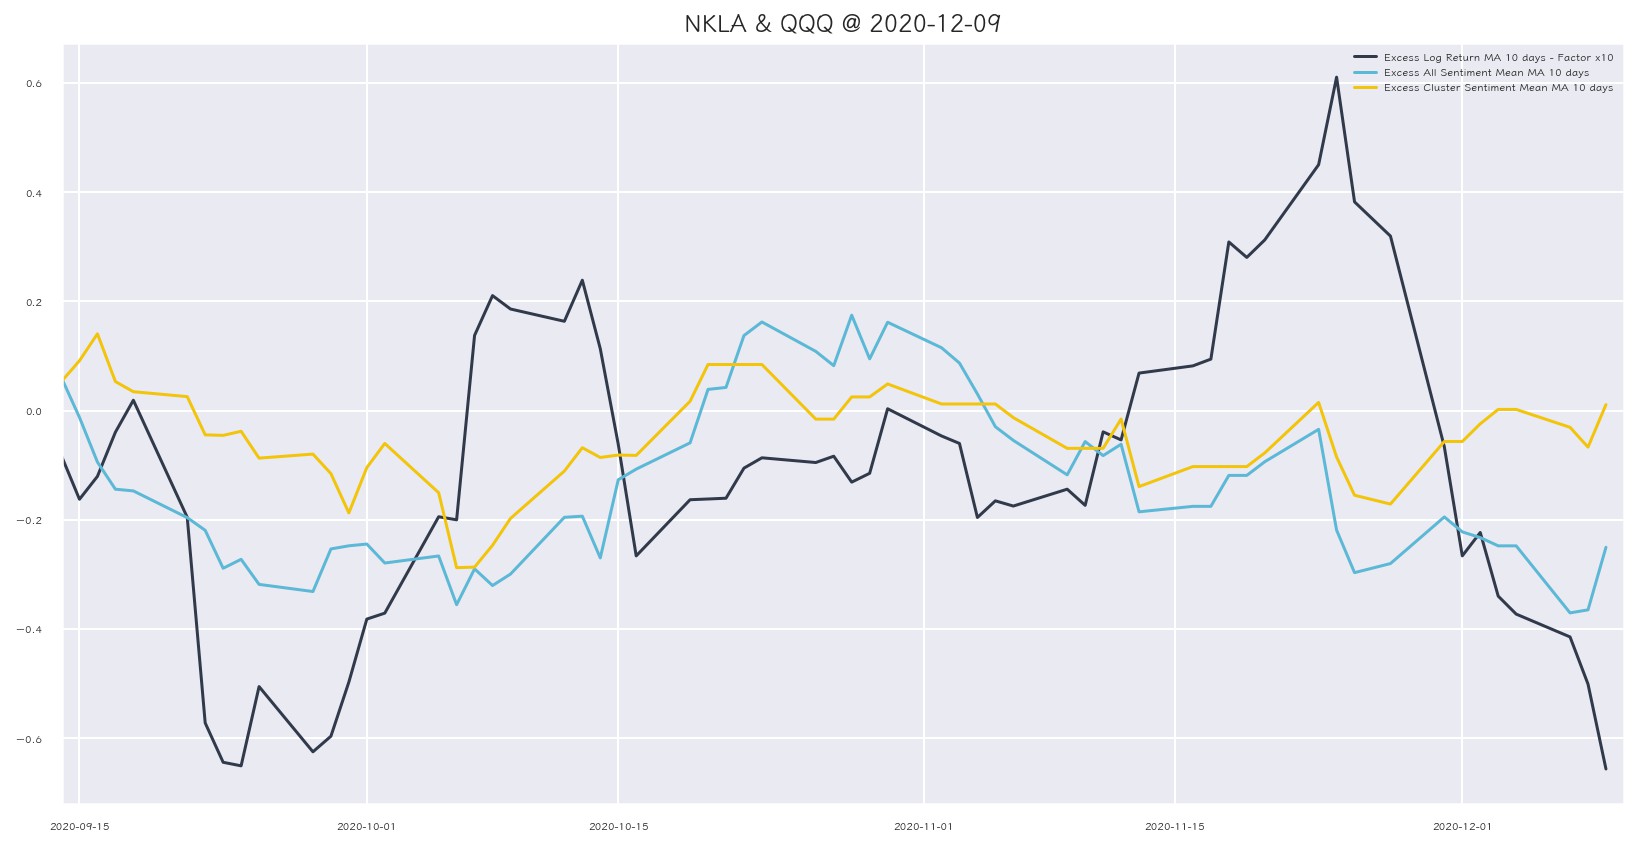 NKLA & QQQ @ 2020-12-09
Excess Log Return MA 10 days - Factor x10
Excess All Sentiment Mean MA 10 days
Excess Cluster Sentiment Mean MA 10 days
0.6
0.4
0.2
0.0
−0.2
−0.4
−0.6
2020-09-15 2020-10-01 2020-10-15 2020-11-01 2020-11-15 2020-12-01